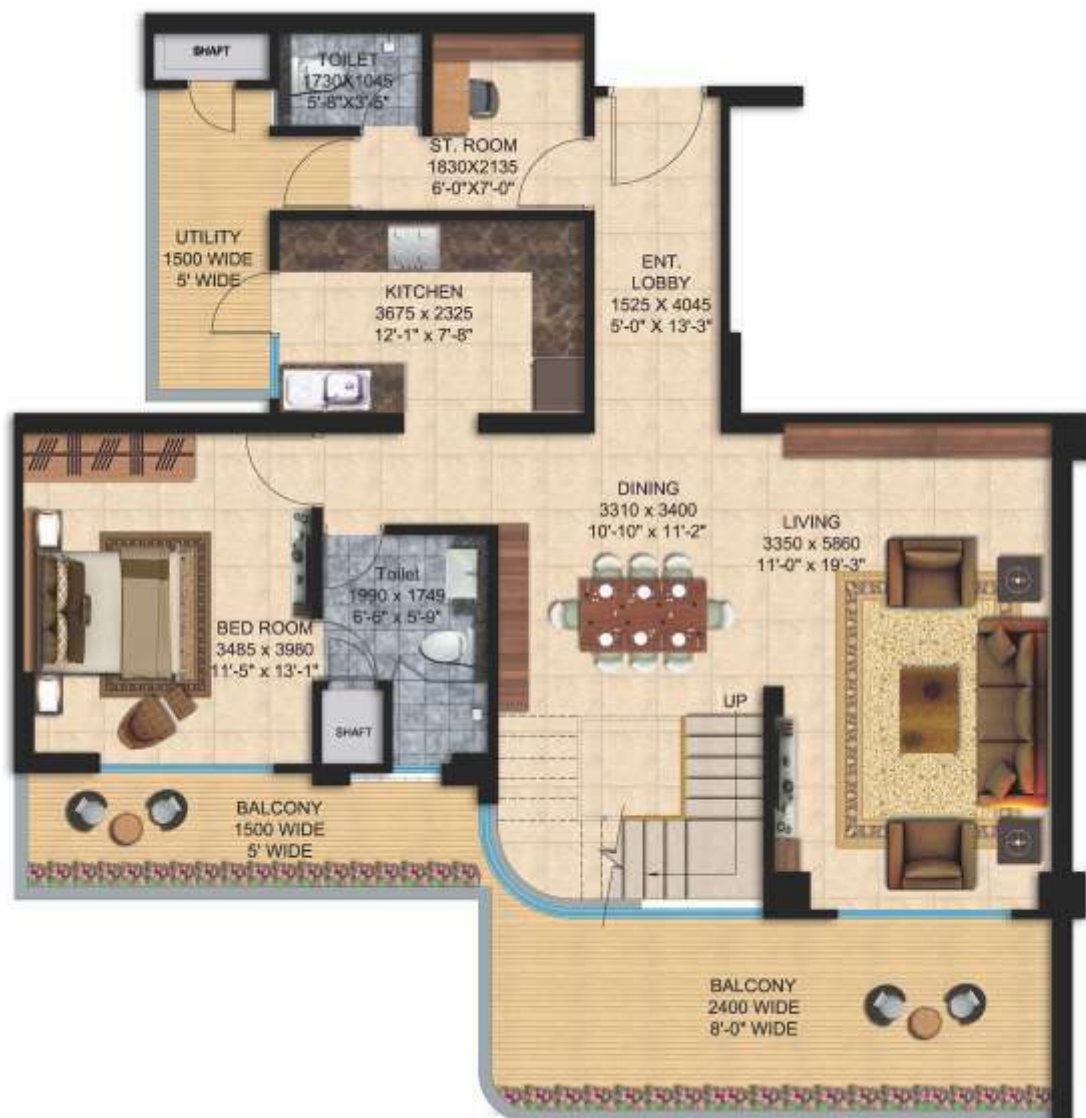 SHAFT
TOILET
1730X1045
5'-8"X3'-5"
ST. ROOM
1830X2135
6'-0"X7'-0"
UTILITY
1500 WIDE
5' WIDE
KITCHEN
3675 x 2325
12'-1" x 7'-8"
ENT.
LOBBY
1525 X 4045
5'-0" X 13'-3"
DINING
3310 x 3400
10'-10" x 11'-2"
LIVING
3350 x 5860
11'-0" x 19'-3"
Toilet
1990 x 1749
6'-6" x 5'-9"
BED ROOM
3485 x 3980
11'-5" x 13'-1"
SHAFT
UP
BALCONY
1500 WIDE
5' WIDE
BALCONY
2400 WIDE
8'-0" WIDE